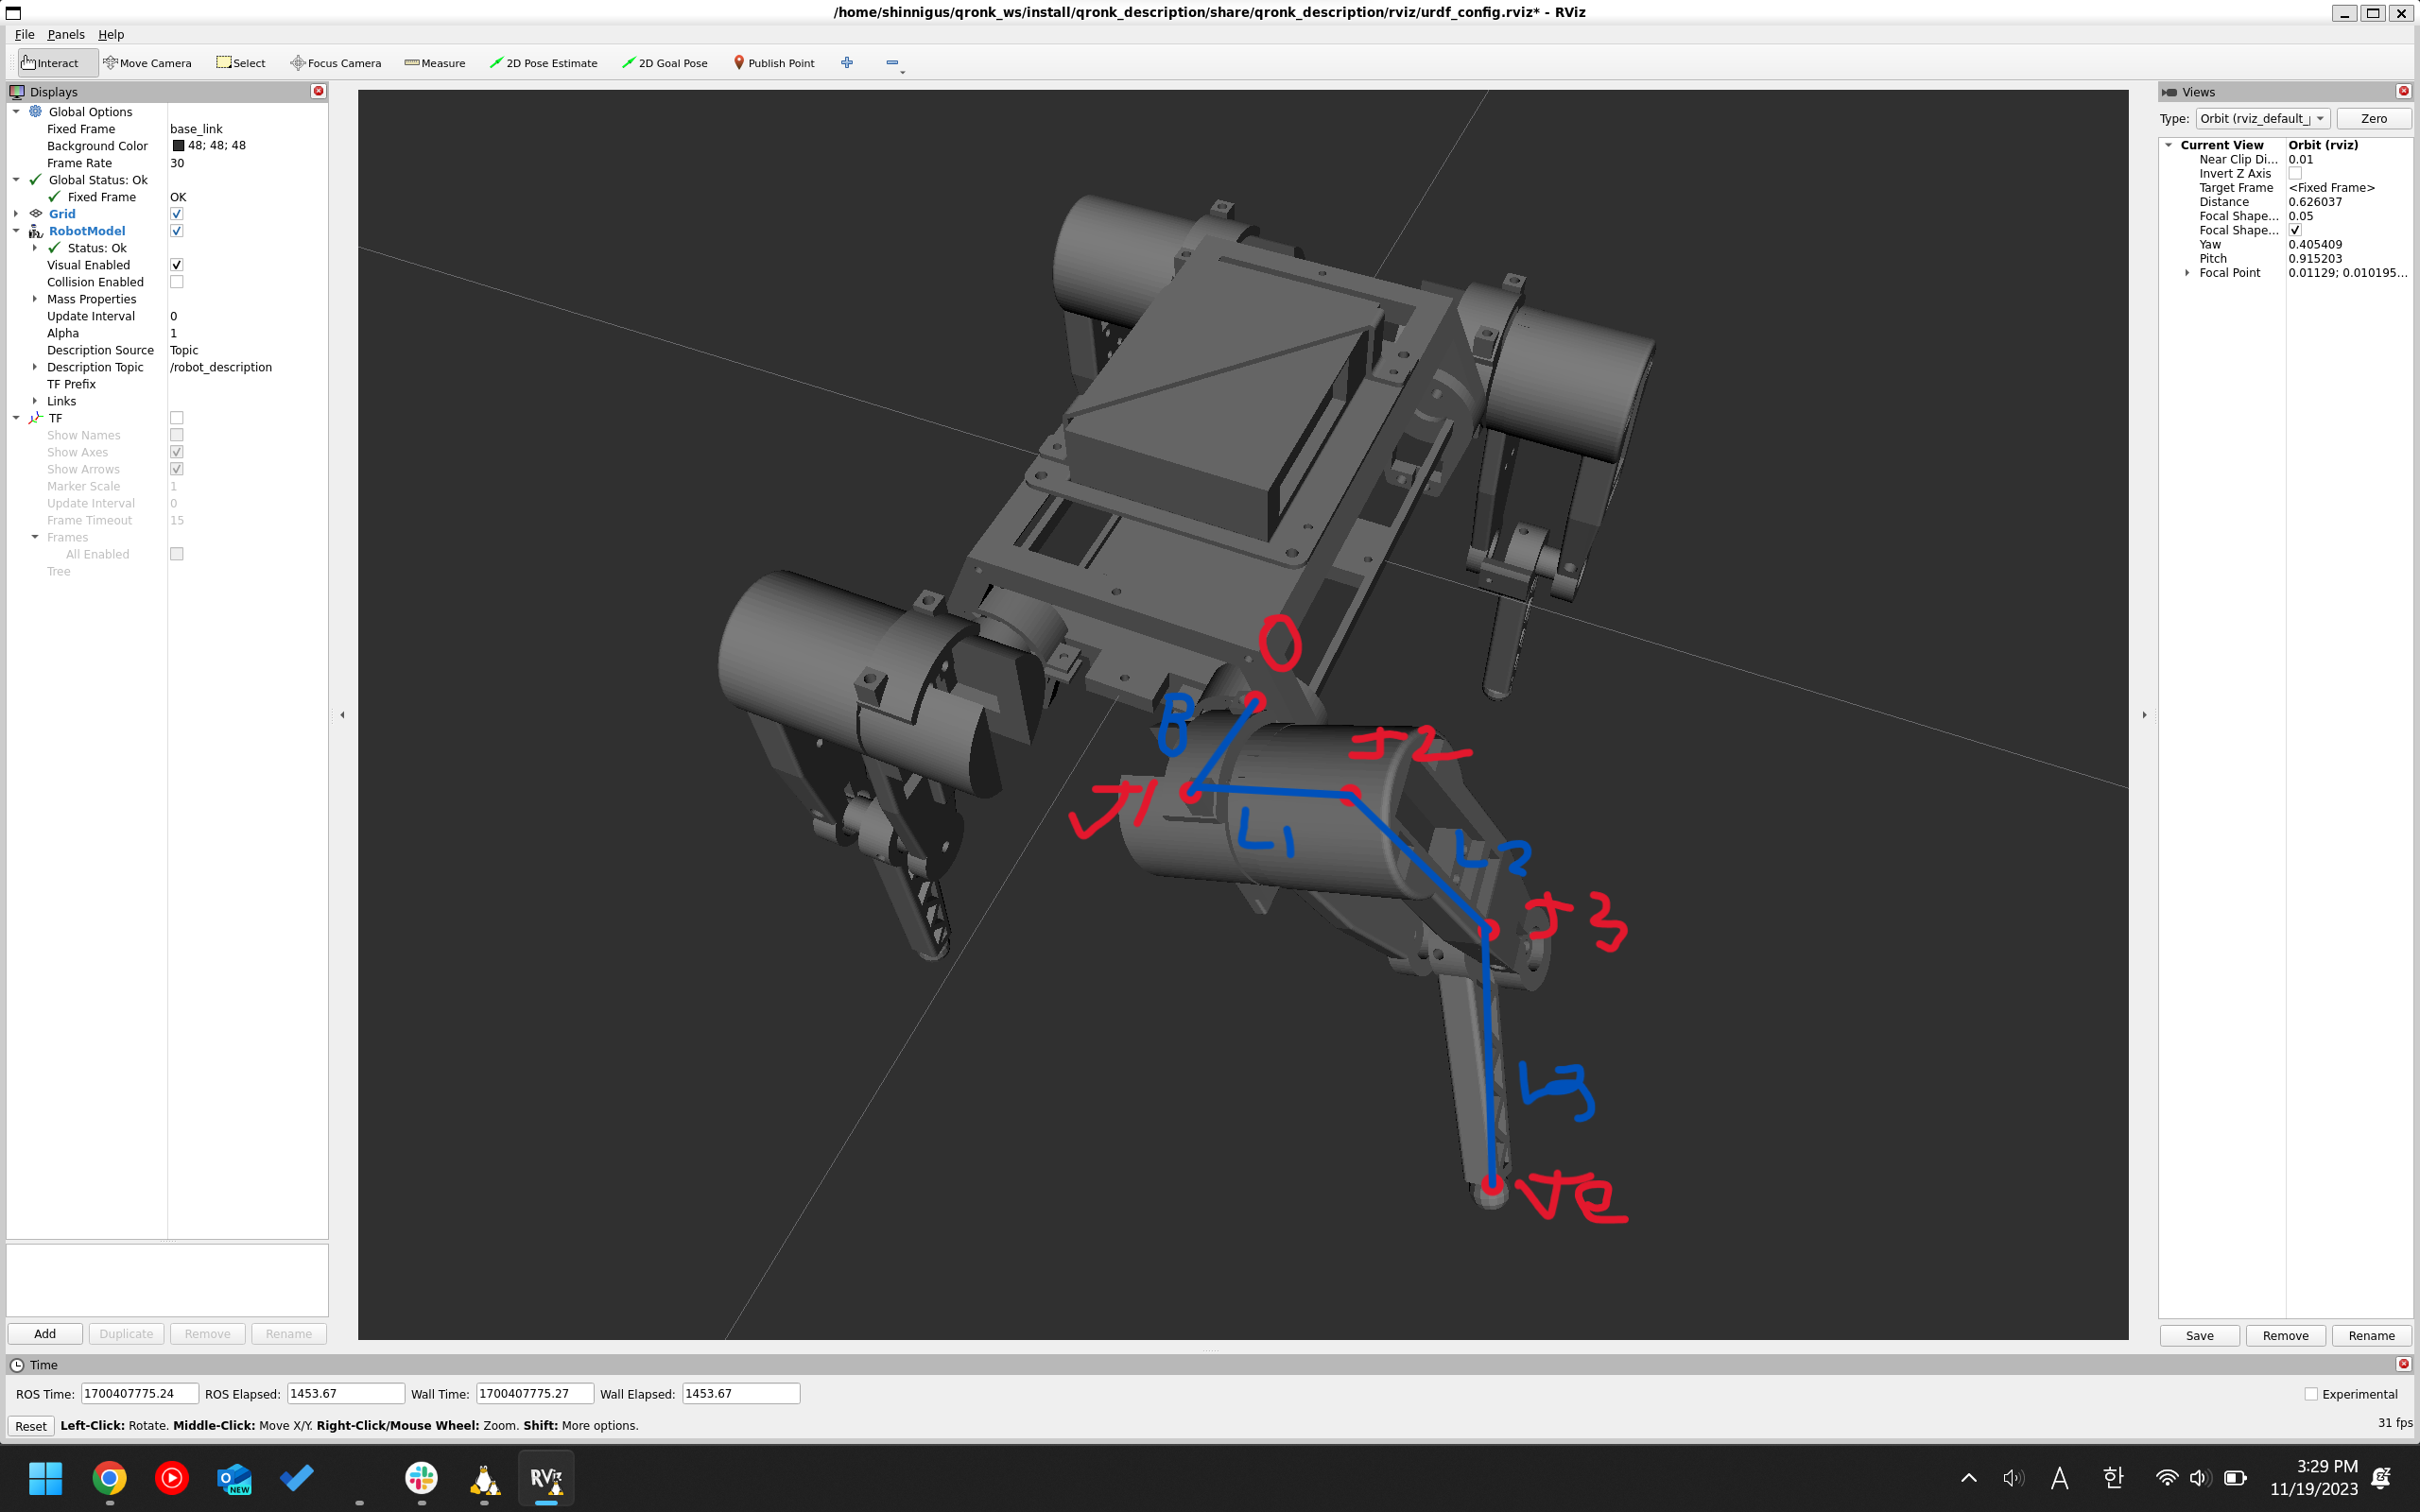 /home/shinnigus/qronk_ws/install/qronk_description/share/qronk_description/rviz/urdf_config.rviz* - RViz
File Panels Help
Interact Move Camera Select Focus Camera Measure 2D Pose Estimate 2D Goal Pose Publish Point
Displays
Global Options
Fixed Frame base_link
Background Color 48; 48; 48
Frame Rate 30
Global Status: Ok
Fixed Frame OK
Grid
RobotModel
Status: Ok
Visual Enabled
Collision Enabled
Mass Properties
Update Interval 0
Alpha 1
Description Source Topic
Description Topic /robot_description
TF Prefix
Links
TF
Show Names
Show Axes
Show Arrows
Marker Scale 1
Update Interval 0
Frame Timeout 15
Frames
All Enabled
Tree
Add Duplicate Remove Rename
O
B
J2
J1
L1
L2
J3
L3
Je
Views
Type: Orbit (rviz_default_ Zero
Current View Orbit (rviz)
Near Clip Di... 0.01
Invert Z Axis
Target Frame <Fixed Frame>
Distance 0.626037
Focal Shape... 0.05
Focal Shape...
Yaw 0.405409
Pitch 0.915203
Focal Point 0.01129; 0.010195...
Save Remove Rename
Time
ROS Time: 1700407775.24 ROS Elapsed: 1453.67 Wall Time: 1700407775.27 Wall Elapsed: 1453.67 Experimental
Reset Left-Click: Rotate. Middle-Click: Move X/Y. Right-Click/Mouse Wheel: Zoom. Shift: More options. 31 fps
NEW
RViz
A 한
3:29 PM
11/19/2023